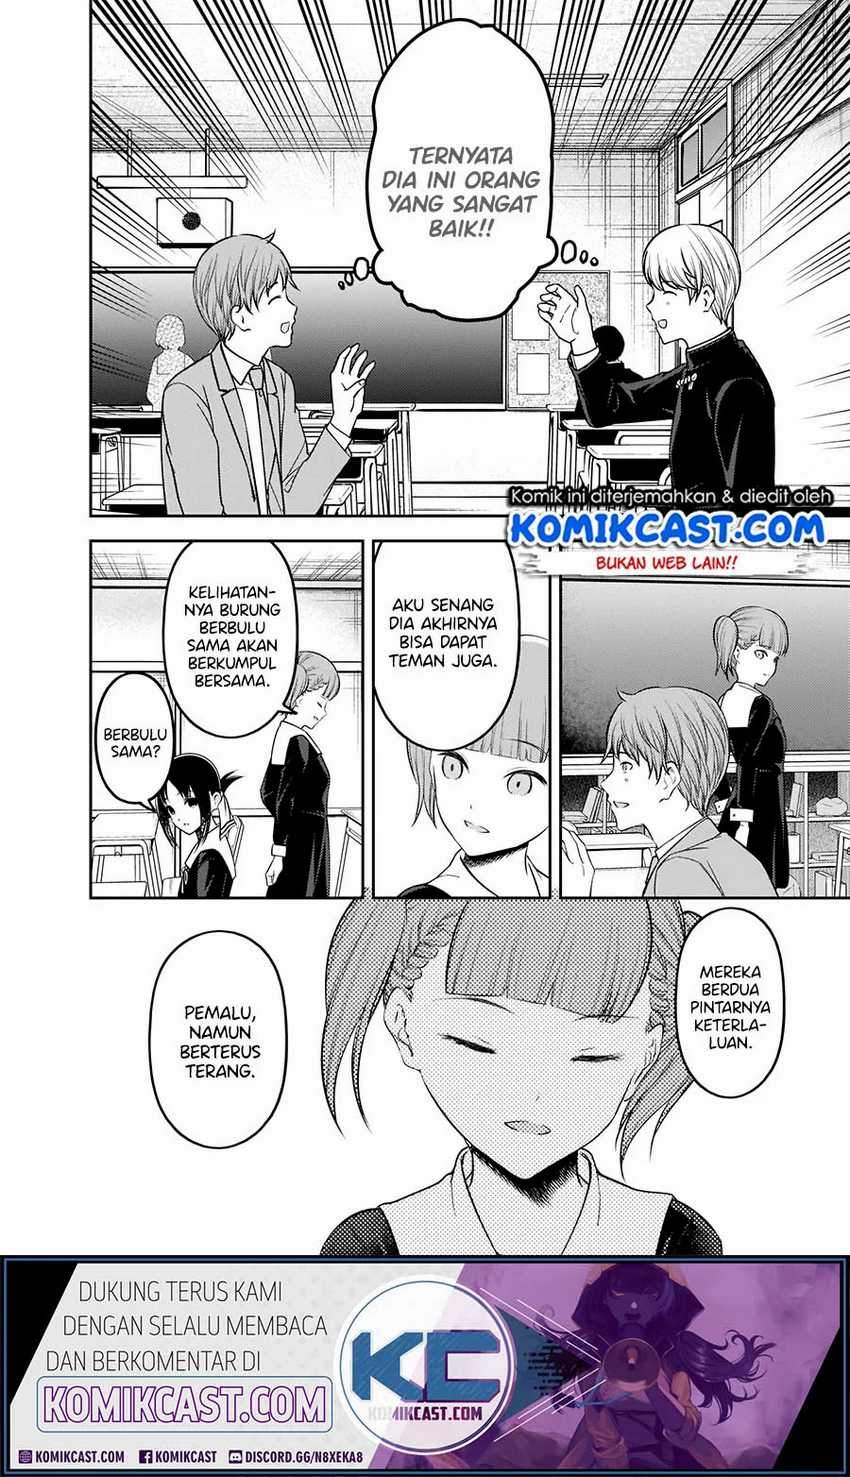 TERNYATA
DIA INI ORANG
YANG SANGAT
BAIK!!
Komik ini diterjemahkan & diedit oleh
KOMIKCAST.COM
BUKAN WEB LAIN!!
AKU SENANG
DIA AKHIRNYA
BISA DAPAT
TEMAN JUGA.
KELIHATAN-
NYA BURUNG
BERBULU
SAMA AKAN
BERKUMPUL
BERSAMA.
BERBULU
SAMA?
MEREKA
BERDUA
PINTARNYA
KETERLA-
LUAN.
PEMALU,
NAMUN
BERTERUS
TERANG.
DUKUNG TERUS KAMI
DENGAN SELALU MEMBACA
DAN BERKOMENTAR DI
KOMIKCAST.COM
KC
KOMIKCAST.COM
KOMIKCAST.COM KOMIKCAST DISCORD.GG/N8XEKA8